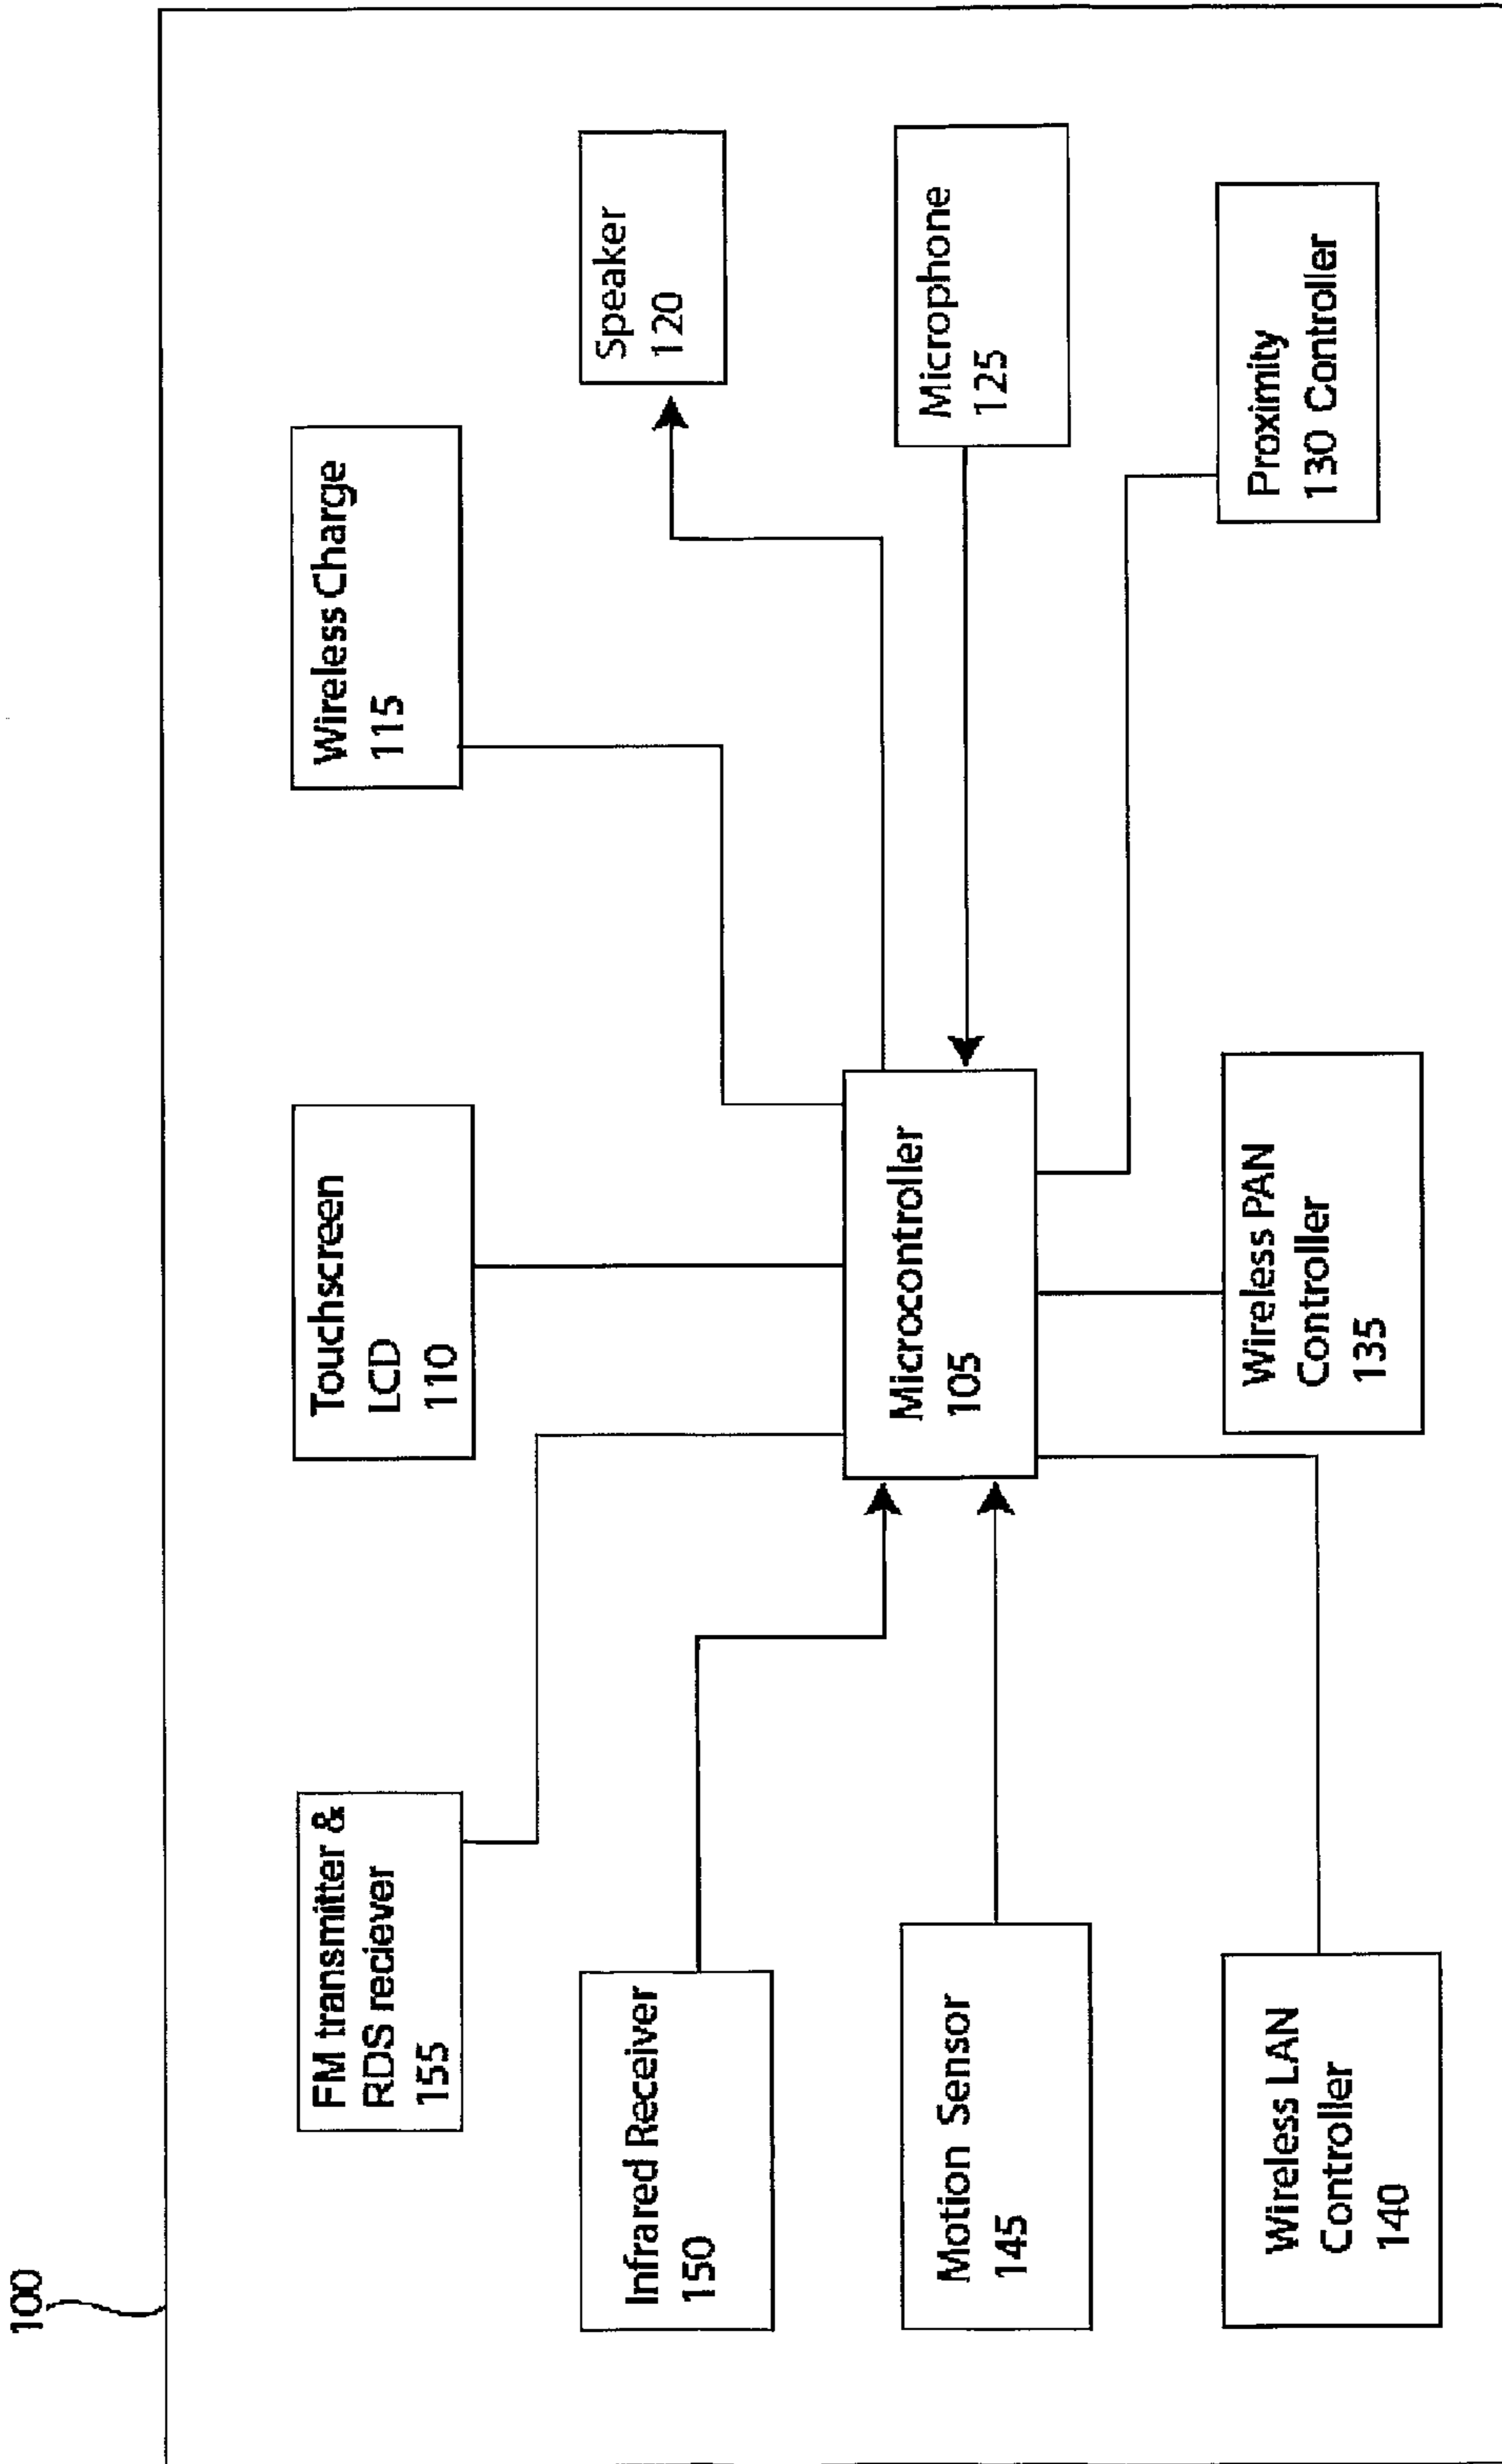 100
FM transmitter &
RDS reciever
155
Touchscreen
LCD
110
Wireless Charge
115
Infrared Receiver
150
Speaker
120
Motion Sensor
145
Microcontroller
105
Microphone
125
Wireless LAN
Controller
140
Wireless PAN
Controller
135
Proximity
130 Controller